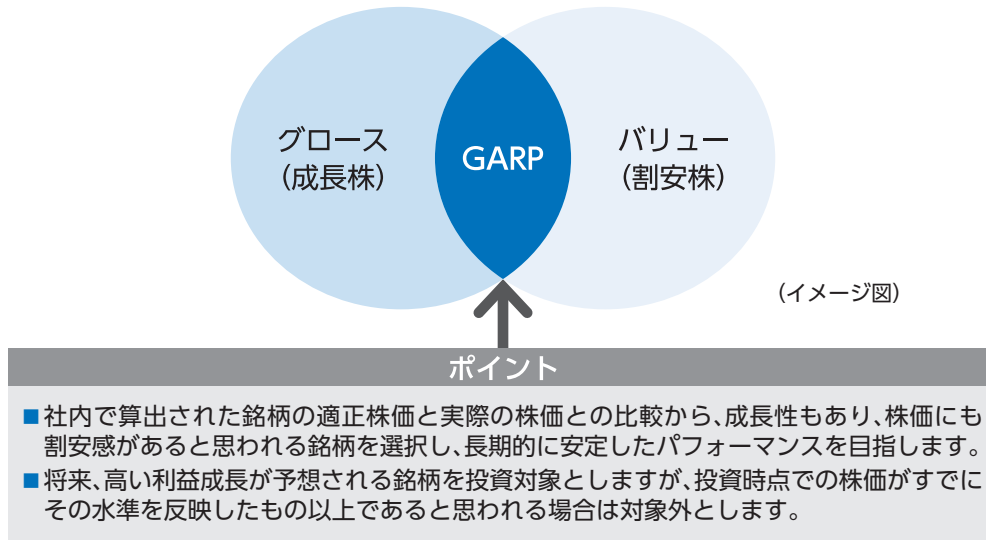 グロース
（成長株）
GARP
バリュー
（割安株）
（イメージ図）
ポイント
■社内で算出された銘柄の適正株価と実際の株価との比較から、成長性もあり、株価にも
割安感があると思われる銘柄を選択し、長期的に安定したパフォーマンスを目指します。
■将来、高い利益成長が予想される銘柄を投資対象としますが、投資時点での株価がすでに
その水準を反映したもの以上であると思われる場合は対象外とします。